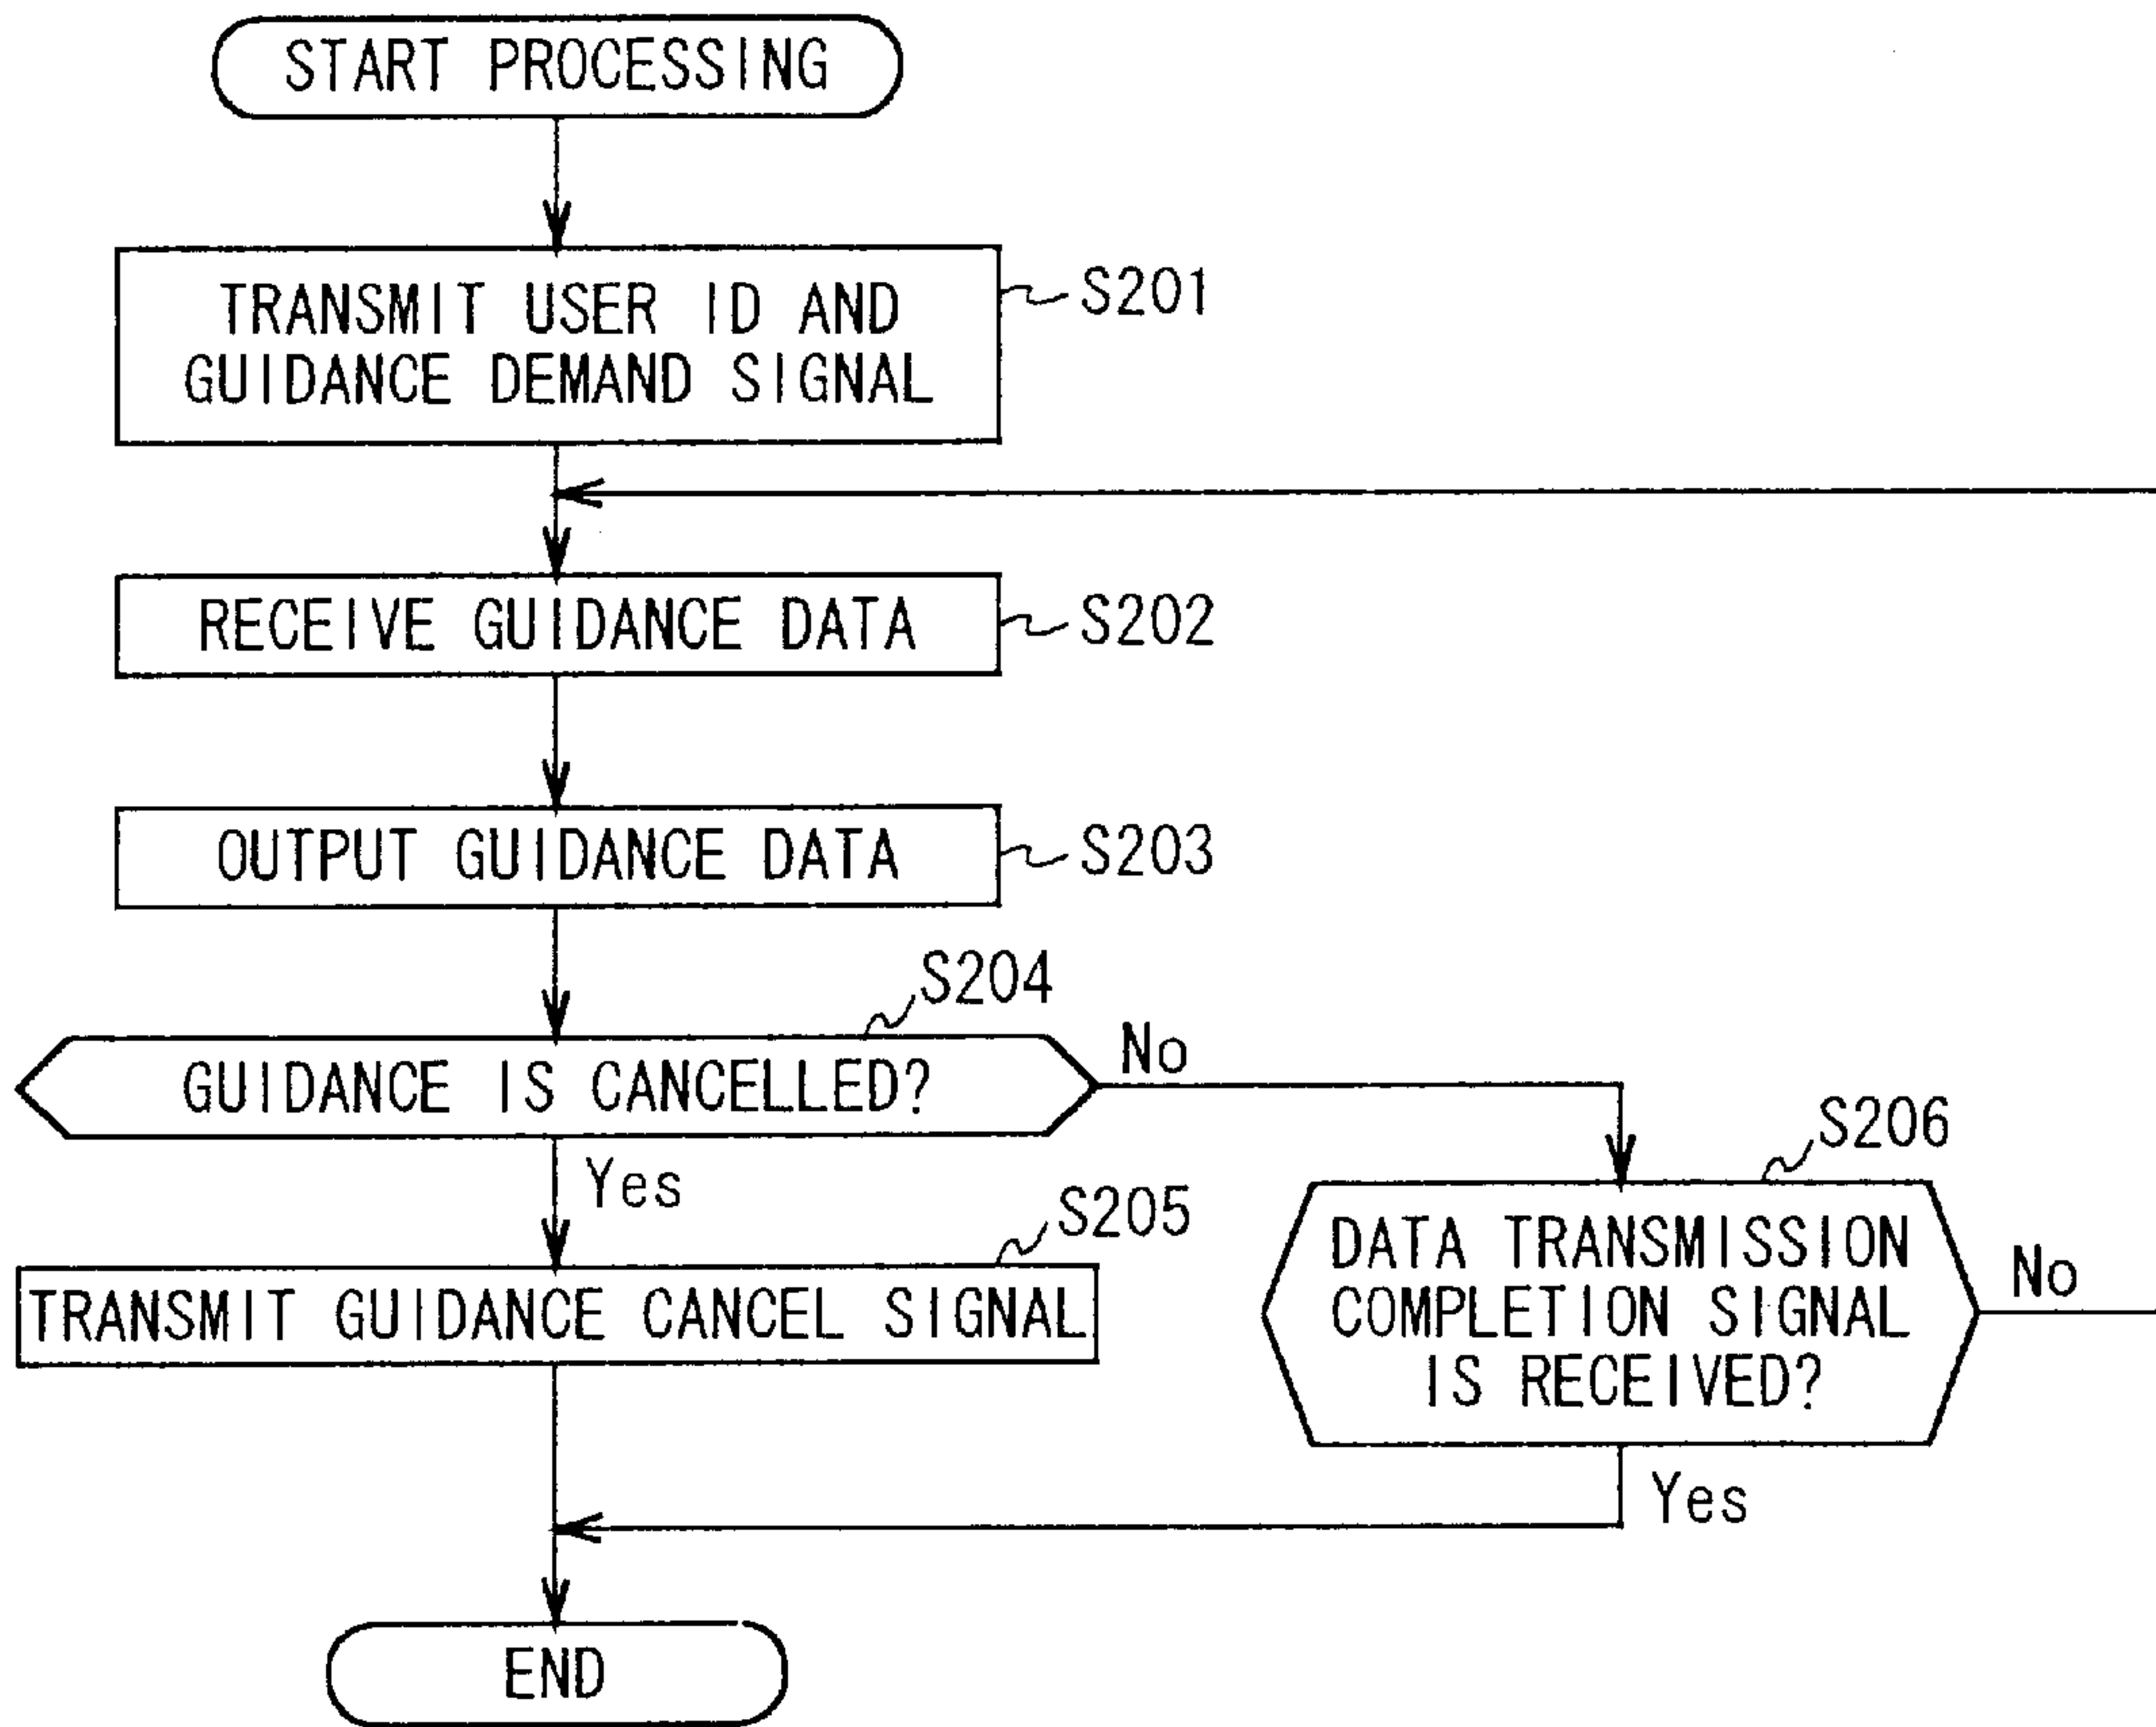 START PROCESSING
TRANSMIT USER ID AND
GUIDANCE DEMAND SIGNAL
S201
RECEIVE GUIDANCE DATA
S202
OUTPUT GUIDANCE DATA
S203
S204
GUIDANCE IS CANCELLED?
No
Yes
S205
TRANSMIT GUIDANCE CANCEL SIGNAL
S206
DATA TRANSMISSION
COMPLETION SIGNAL
IS RECEIVED?
No
Yes
END